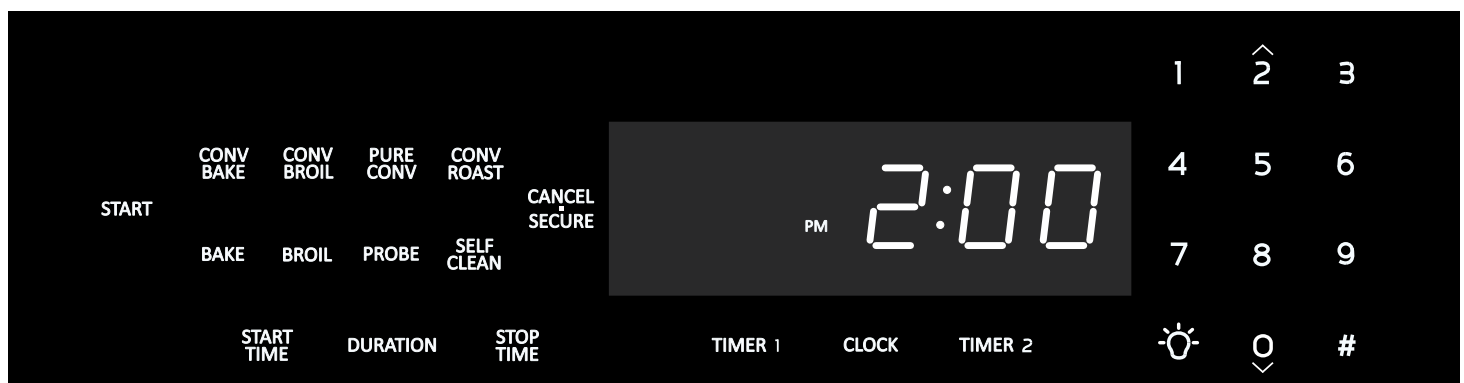 1 2 3
CONV CONV PURE CONV
BAKE BROIL CONV ROAST
4 5 6
CANCEL
START
SECURE
PM 2:00
BAKE BROIL PROBE SELF
CLEAN
7 8 9
START DURATION STOP
TIME TIME
TIMER 1 CLOCK TIMER 2
0 #